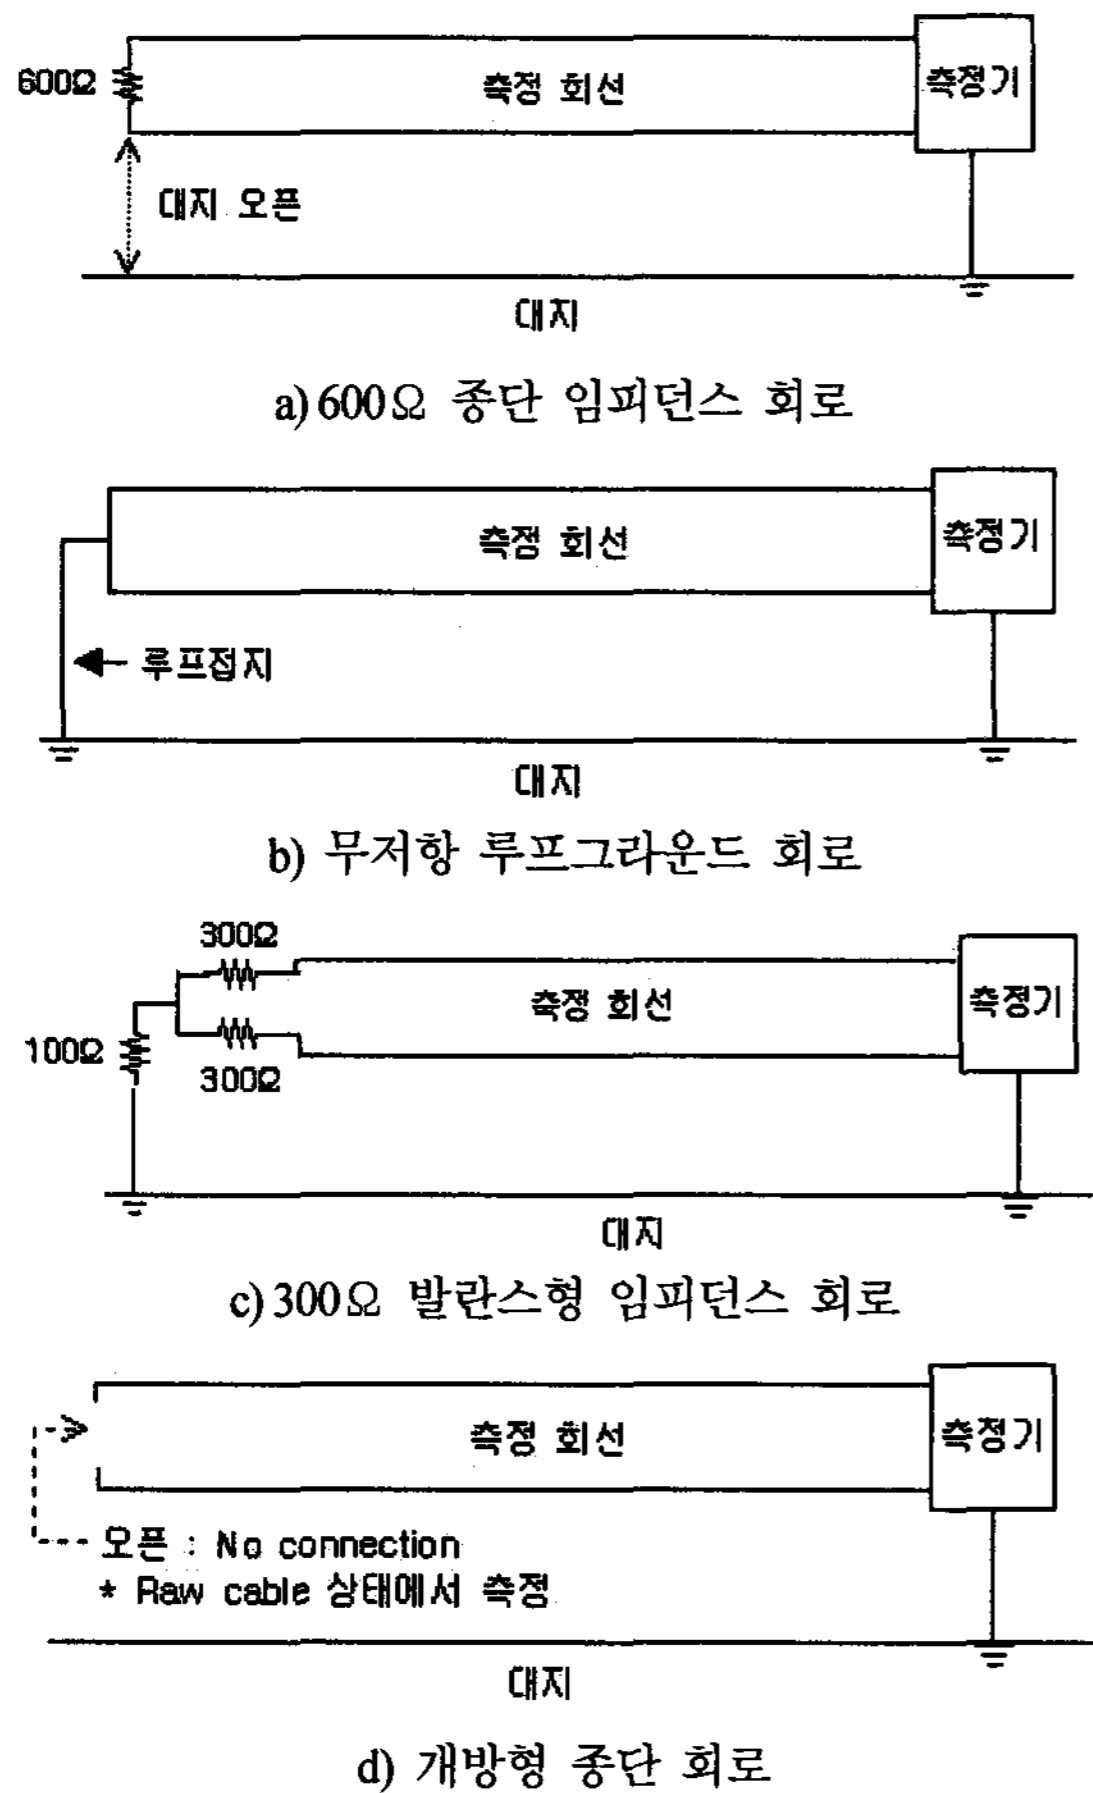 600Ω
측정 회선
측정기
대지 오픈
대지
a) 600Ω 종단 임피던스 회로
측정 회선
측정기
루프접지
대지
b) 무저항 루프그라운드 회로
300Ω
측정 회선
측정기
100Ω
300Ω
대지
c) 300Ω 발란스형 임피던스 회로
측정 회선
측정기
오픈 : No connection
* Raw cable 상태에서 측정
대지
d) 개방형 종단 회로